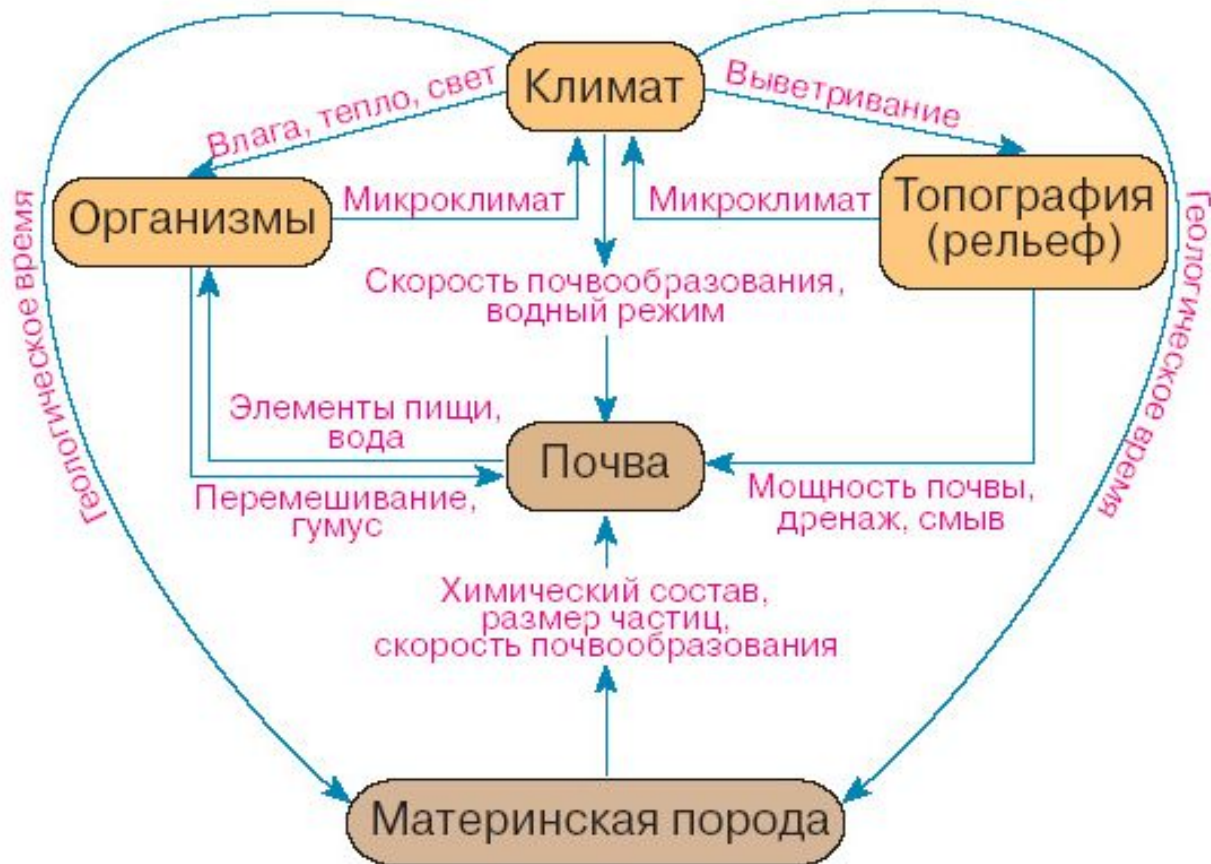 Климат
Влага, тепло, свет
Выветривание
Организмы
Микроклимат
Микроклимат
Топография
(рельеф)
Геологическое время
Геологическое время
Скорость почвообразования,
водный режим
Элементы пищи,
вода
Почва
Перемешивание,
гумус
Мощность почвы,
дренаж, смыв
Химический состав,
размер частиц,
скорость почвообразования
Материнская порода